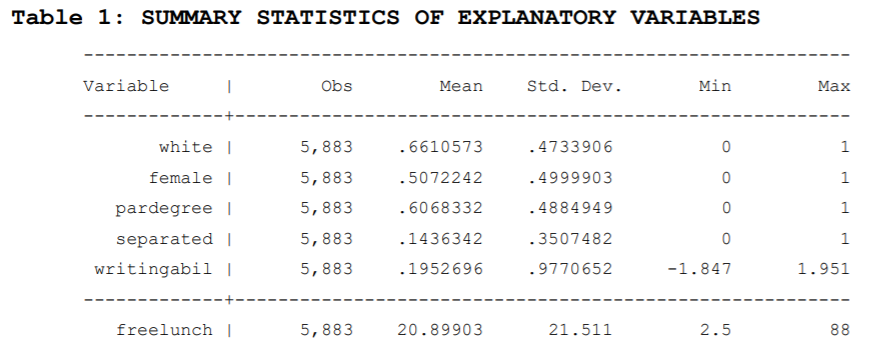 Table 1: SUMMARY STATISTICS OF EXPLANATORY VARIABLES
-----------------------------------------------------------------------
Variable | Obs Mean Std. Dev. Min Max
-------------+---------------------------------------------------------
white | 5,883 .6610573 .4733906 0 1
female | 5,883 .5072242 .4999903 0 1
pardegree | 5,883 .6068332 .4884949 0 1
separated | 5,883 .1436342 .3507482 0 1
writingabil | 5,883 .1952696 .9770652 -1.847 1.951
-------------+---------------------------------------------------------
freelunch | 5,883 20.89903 21.511 2.5 88